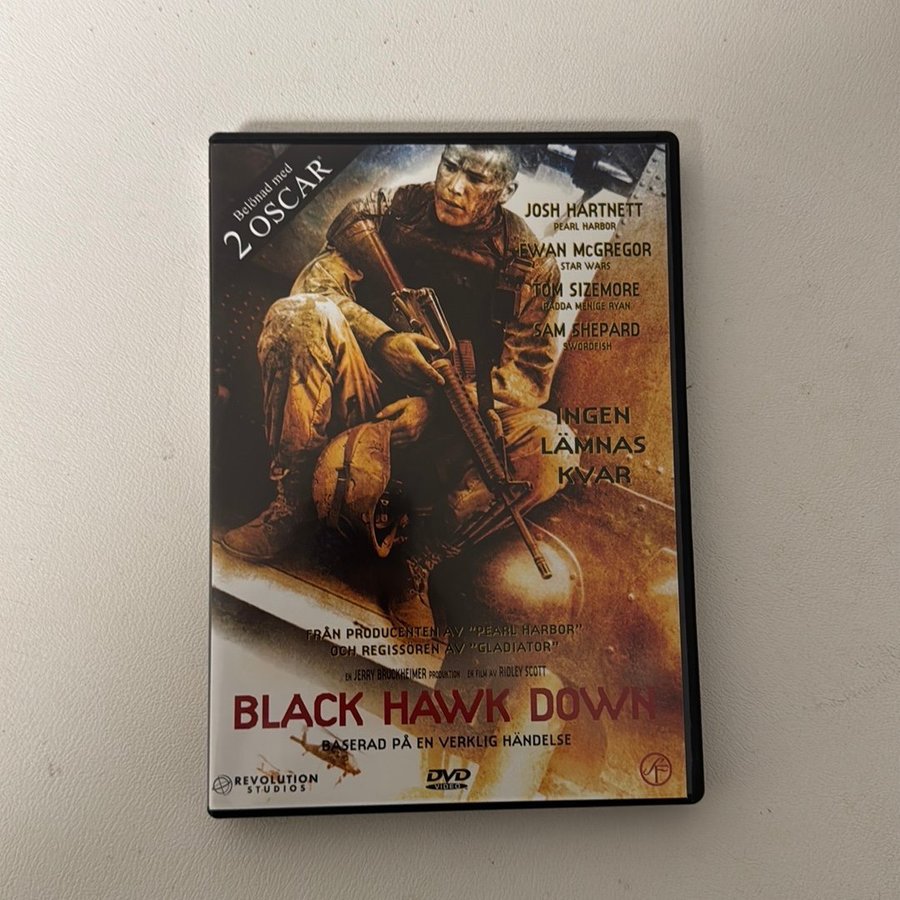 Belönad med
2 OSCAR®
JOSH HARTNETT
PEARL HARBOR
EWAN McGREGOR
STAR WARS
TOM SIZEMORE
RÄDDA MENIGE RYAN
SAM SHEPARD
SWORDFISH
INGEN
LÄMNAS
KVAR
FRÅN PRODUCENTEN AV "PEARL HARBOR"
OCH REGISSÖREN AV "GLADIATOR"
EN JERRY BRUCKHEIMER PRODUKTION EN FILM AV RIDLEY SCOTT
BLACK HAWK DOWN
BASERAD PÅ EN VERKLIG HÄNDELSE
REVOLUTION
STUDIOS
DVD
VIDEO
SF